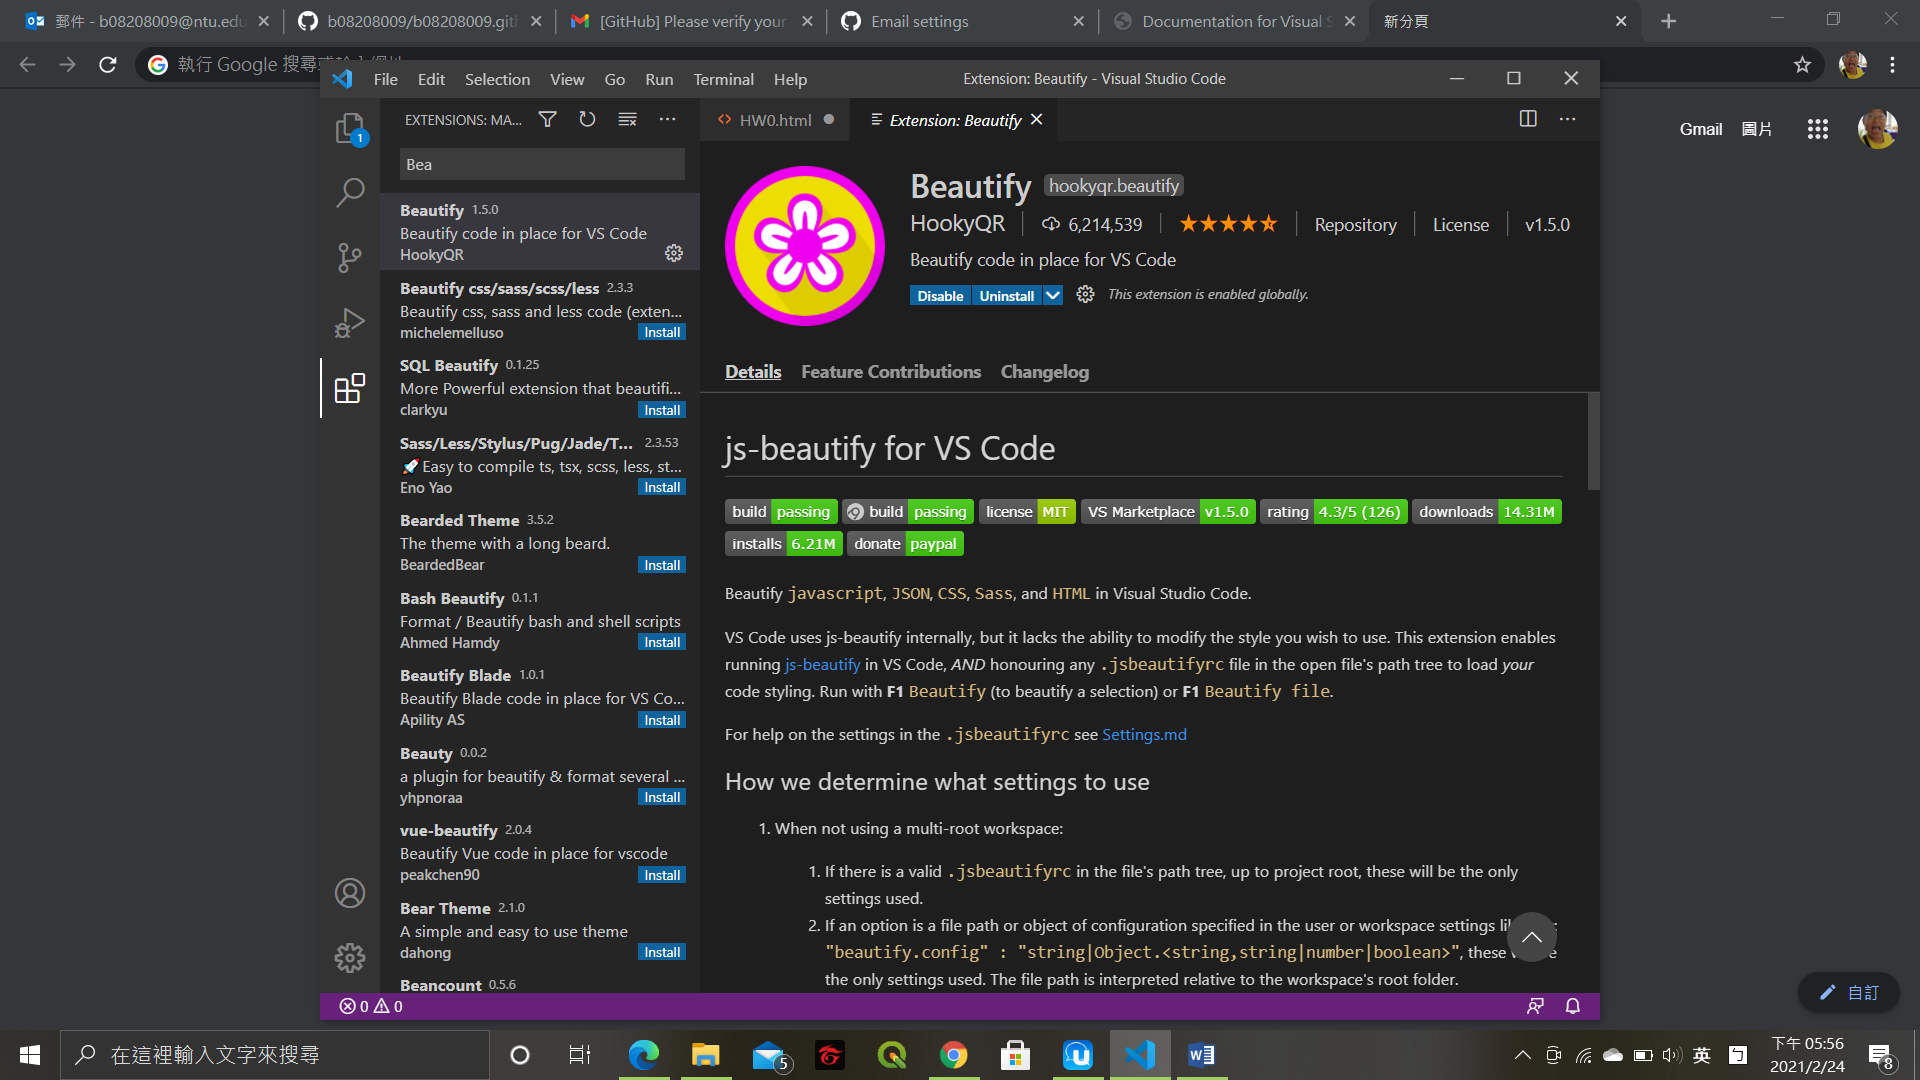 郵件 - b08208009@ntu.edu
b08208009/b08208009.gith
[GitHub] Please verify your
Email settings
Documentation for Visual S
新分頁
執行 Google 搜尋
Gmail
圖片
自訂
File Edit Selection View Go Run Terminal Help
Extension: Beautify - Visual Studio Code
EXTENSIONS: MA...
HW0.html
Extension: Beautify
1
Bea
Beautify 1.5.0
Beautify code in place for VS Code
HookyQR
Beautify css/sass/scss/less 2.3.3
Beautify css, sass and less code (exten...
michelemelluso Install
SQL Beautify 0.1.25
More Powerful extension that beautifi...
clarkyu Install
Sass/Less/Stylus/Pug/Jade/T... 2.3.53
🚀Easy to compile ts, tsx, scss, less, st...
Eno Yao Install
Bearded Theme 3.5.2
The theme with a long beard.
BeardedBear Install
Bash Beautify 0.1.1
Format / Beautify bash and shell scripts
Ahmed Hamdy Install
Beautify Blade 1.0.1
Beautify Blade code in place for VS Co...
Apility AS Install
Beauty 0.0.2
a plugin for beautify & format several ...
yhpnoraa Install
vue-beautify 2.0.4
Beautify Vue code in place for vscode
peakchen90 Install
Bear Theme 2.1.0
A simple and easy to use theme
dahong Install
Beancount 0.5.6
Beautify hookyqr.beautify
HookyQR 6,214,539 Repository License v1.5.0
Beautify code in place for VS Code
Disable Uninstall This extension is enabled globally.
Details Feature Contributions Changelog
js-beautify for VS Code
build passing build passing license MIT VS Marketplace v1.5.0 rating 4.3/5 (126) downloads 14.31M
installs 6.21M donate paypal
Beautify javascript, JSON, CSS, Sass, and HTML in Visual Studio Code.
VS Code uses js-beautify internally, but it lacks the ability to modify the style you wish to use. This extension enables
running js-beautify in VS Code, AND honouring any .jsbeautifyrc file in the open file's path tree to load your
code styling. Run with F1 Beautify (to beautify a selection) or F1 Beautify file.
For help on the settings in the .jsbeautifyrc see Settings.md
How we determine what settings to use
1. When not using a multi-root workspace:
1. If there is a valid .jsbeautifyrc in the file's path tree, up to project root, these will be the only
settings used.
2. If an option is a file path or object of configuration specified in the user or workspace settings
"beautify.config" : "string|Object.<string,string|number|boolean>", these
the only settings used. The file path is interpreted relative to the workspace's root folder.
0 0
在這裡輸入文字來搜尋
5
英
ㄅ
下午 05:56
2021/2/24
8